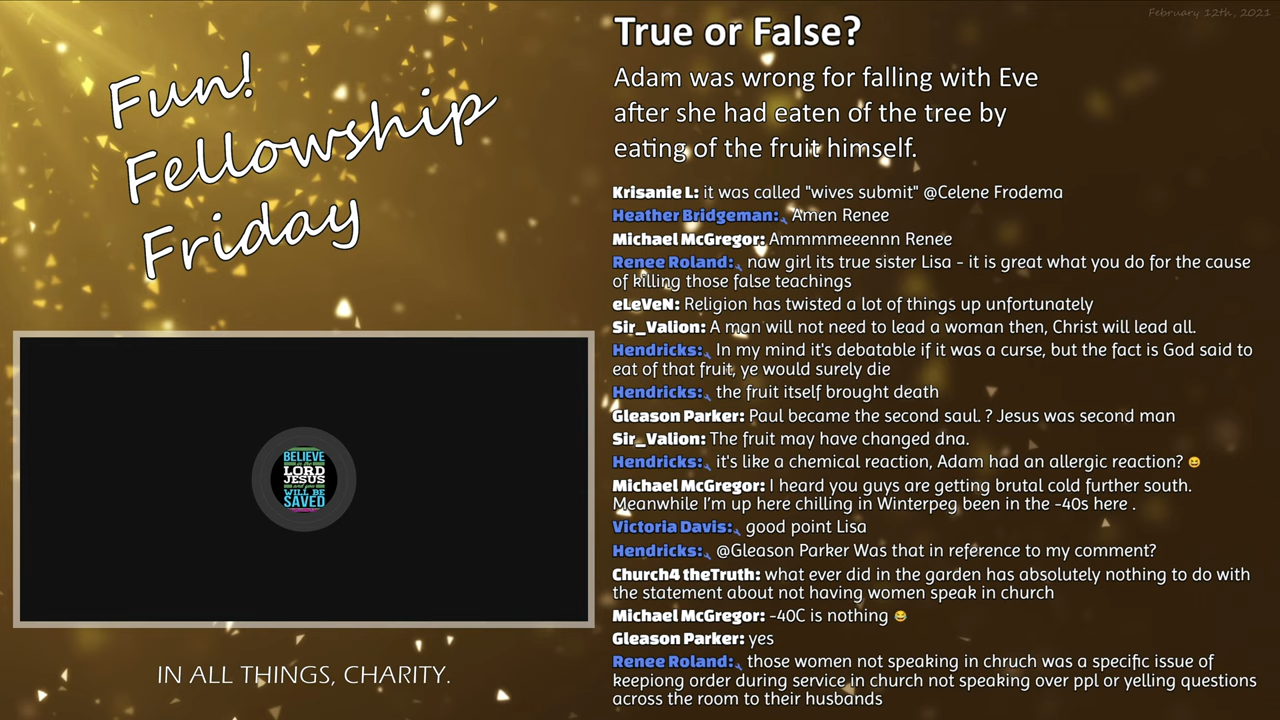 February 12th, 2021
Fun!
Fellowship
Friday
True or False?
Adam was wrong for falling with Eve
after she had eaten of the tree by
eating of the fruit himself.
Krisanie L: it was called "wives submit" @Celene Frodema
Heather Bridgeman: Amen Renee
Michael McGregor: Ammmmeeennn Renee
Renee Roland: naw girl its true sister Lisa - it is great what you do for the cause
of killing those false teachings
eLeVeN: Religion has twisted a lot of things up unfortunately
Sir_Valion: A man will not need to lead a woman then, Christ will lead all.
Hendricks: In my mind it's debatable if it was a curse, but the fact is God said to
eat of that fruit, ye would surely die
Hendricks: the fruit itself brought death
Gleason Parker: Paul became the second saul. ? Jesus was second man
Sir_Valion: The fruit may have changed dna.
Hendricks: it's like a chemical reaction, Adam had an allergic reaction? 😆
Michael McGregor: I heard you guys are getting brutal cold further south.
Meanwhile I'm up here chilling in Winterpeg been in the -40s here .
Victoria Davis: good point Lisa
Hendricks: @Gleason Parker Was that in reference to my comment?
Church4 theTruth: what ever did in the garden has absolutely nothing to do with
the statement about not having women speak in church
Michael McGregor: -40C is nothing 😂
Gleason Parker: yes
Renee Roland: those women not speaking in chruch was a specific issue of
keepiong order during service in church not speaking over ppl or yelling questions
across the room to their husbands
BELIEVE
LORD
JESUS
WILL BE
SAVED
IN ALL THINGS, CHARITY.